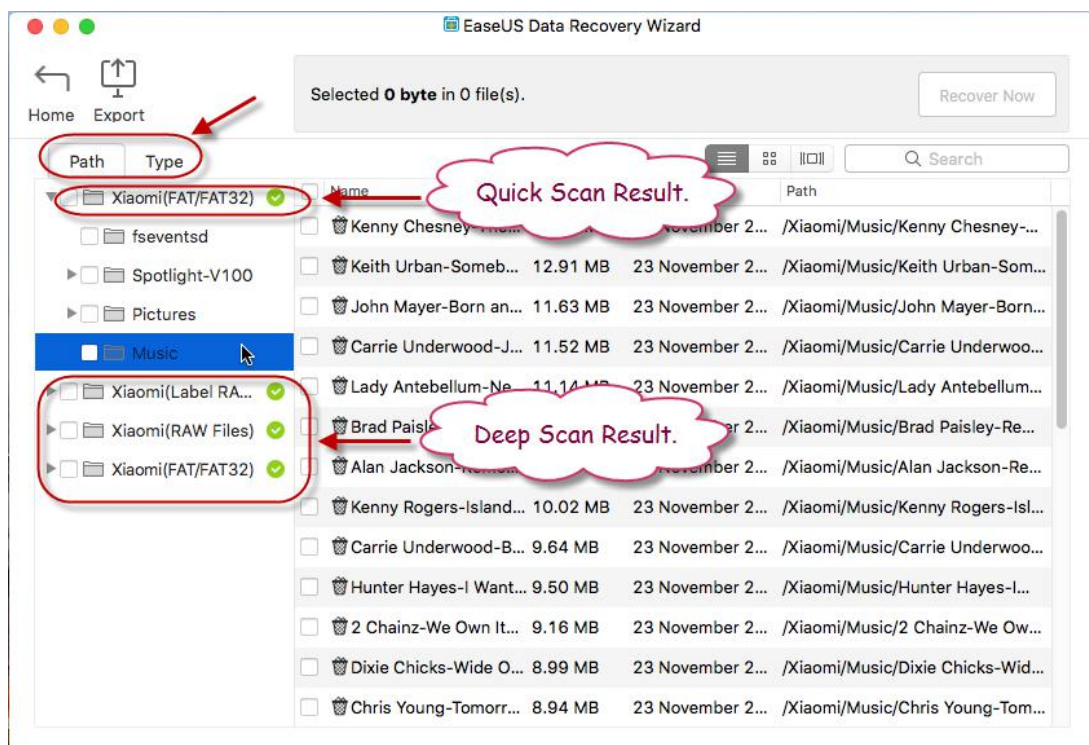 EaseUS Data Recovery Wizard
Home Export
Selected 0 byte in 0 file(s).
Recover Now
Path Type
Search
Quick Scan Result.
Name Path
Xiaomi(FAT/FAT32)
fseventsd
Spotlight-V100
Pictures
Music
Xiaomi(Label RA...
Xiaomi(RAW Files)
Xiaomi(FAT/FAT32)
Kenny Chesney- 2... /Xiaomi/Music/Kenny Chesney-...
Keith Urban-Someb... 12.91 MB 23 November 2... /Xiaomi/Music/Keith Urban-Som...
John Mayer-Born an... 11.63 MB 23 November 2... /Xiaomi/Music/John Mayer-Born...
Carrie Underwood-J... 11.52 MB 23 November 2... /Xiaomi/Music/Carrie Underwoo...
Lady Antebellum-Ne... 11.14 MB 23 November 2... /Xiaomi/Music/Lady Antebellum...
Deep Scan Result.
Brad Paisley 2... /Xiaomi/Music/Brad Paisley-Re...
Alan Jackson- 2... /Xiaomi/Music/Alan Jackson-Re...
Kenny Rogers-Island... 10.02 MB 23 November 2... /Xiaomi/Music/Kenny Rogers-Isl...
Carrie Underwood-B... 9.64 MB 23 November 2... /Xiaomi/Music/Carrie Underwoo...
Hunter Hayes-I Want... 9.50 MB 23 November 2... /Xiaomi/Music/Hunter Hayes-I...
2 Chainz-We Own It... 9.16 MB 23 November 2... /Xiaomi/Music/2 Chainz-We Ow...
Dixie Chicks-Wide O... 8.99 MB 23 November 2... /Xiaomi/Music/Dixie Chicks-Wid...
Chris Young-Tomorr... 8.94 MB 23 November 2... /Xiaomi/Music/Chris Young-Tom...